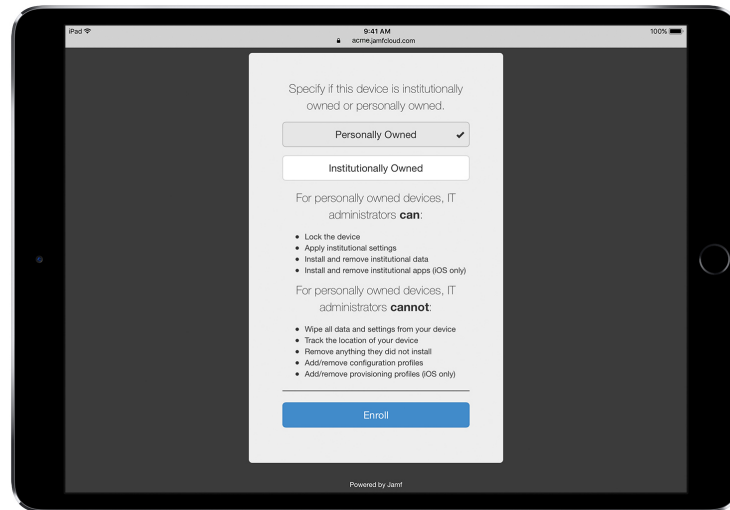 iPad
9:41 AM
100%
acme.jamfcloud.com
Specify if this device is institutionally
owned or personally owned.
Personally Owned
Institutionally Owned
For personally owned devices, IT
administrators can:
• Lock the device
• Apply institutional settings
• Install and remove institutional data
• Install and remove institutional apps (iOS only)
For personally owned devices, IT
administrators cannot:
• Wipe all data and settings from your device
• Track the location of your device
• Remove anything they did not install
• Add/remove configuration profiles
• Add/remove provisioning profiles (iOS only)
Enroll
Powered by Jamf